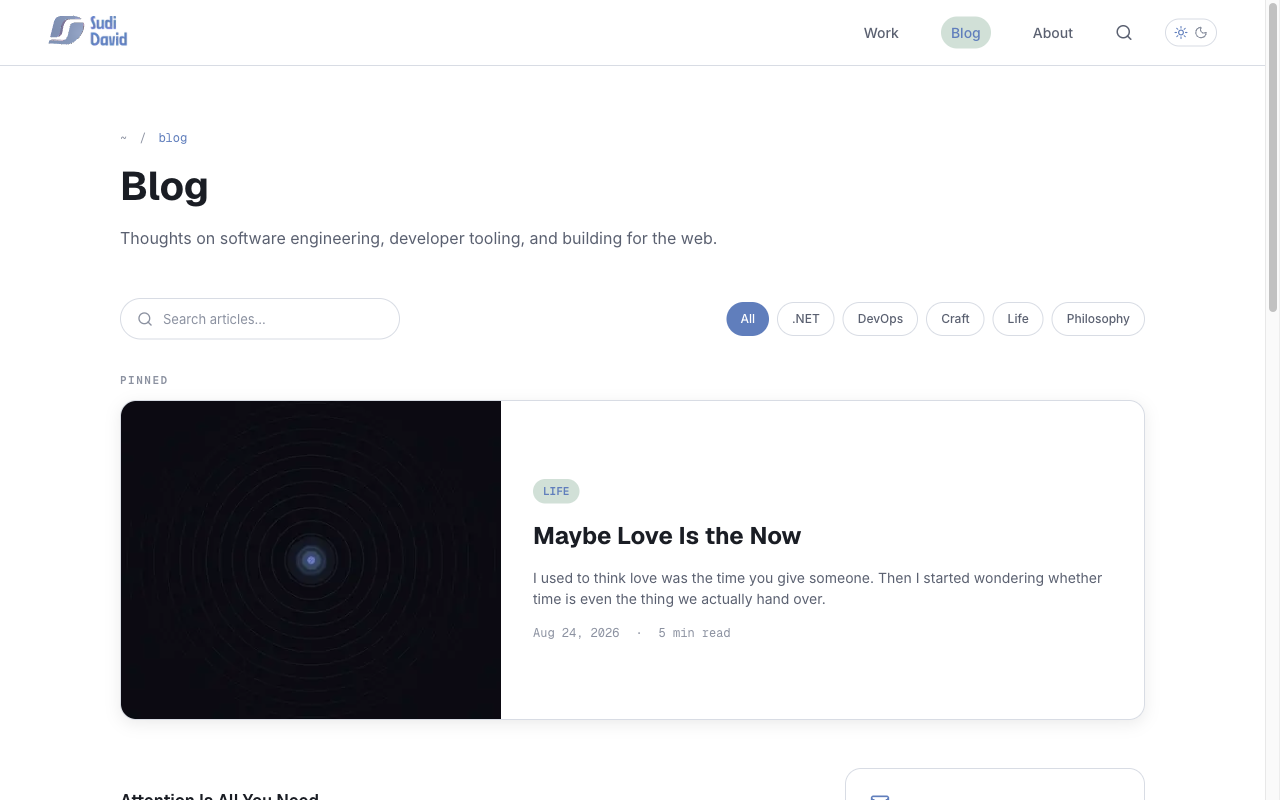 Sudi
David
Work
Blog
About
~ / blog
Blog
Thoughts on software engineering, developer tooling, and building for the web.
Search articles...
All
.NET
DevOps
Craft
Life
Philosophy
PINNED
LIFE
Maybe Love Is the Now
I used to think love was the time you give someone. Then I started wondering whether
time is even the thing we actually hand over.
Aug 24, 2026 · 5 min read
Attention Is All You Need